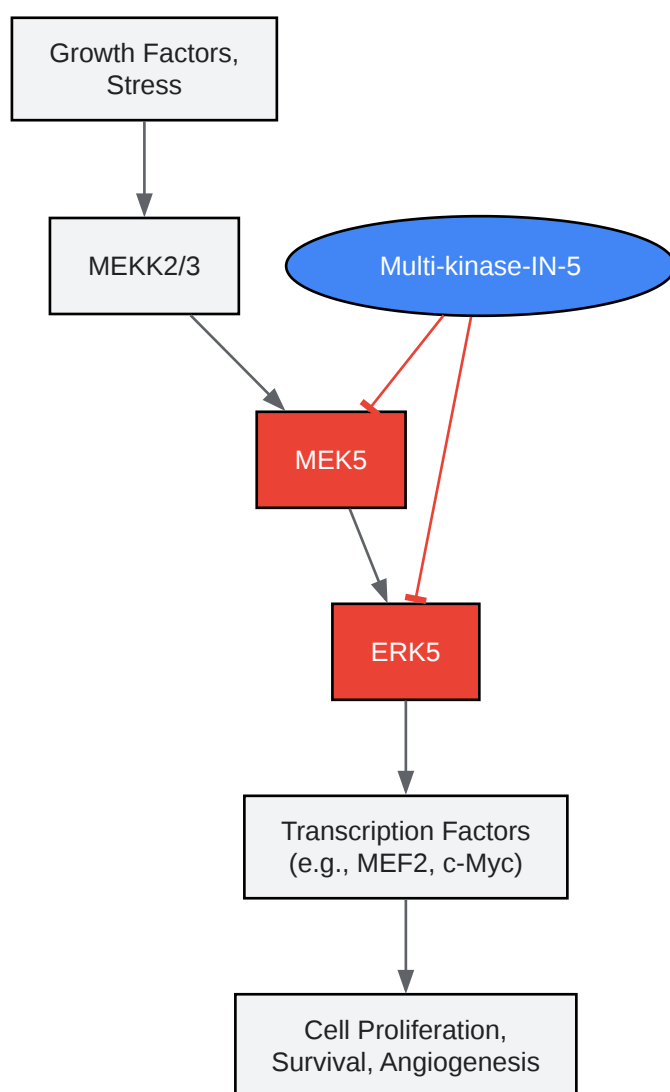 Growth Factors,
Stress
MEKK2/3
Multi-kinase-IN-5
MEK5
ERK5
Transcription Factors
(e.g., MEF2, c-Myc)
Cell Proliferation,
Survival, Angiogenesis